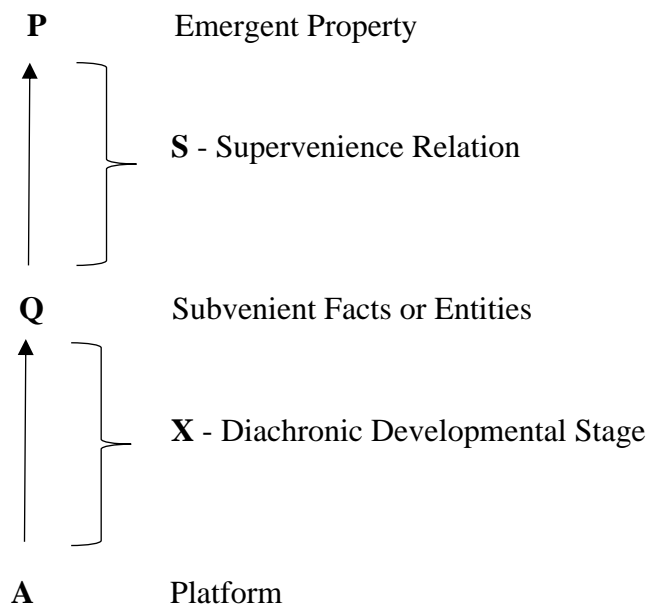 P Emergent Property
S - Supervenience Relation
Q Subvenient Facts or Entities
X - Diachronic Developmental Stage
A Platform